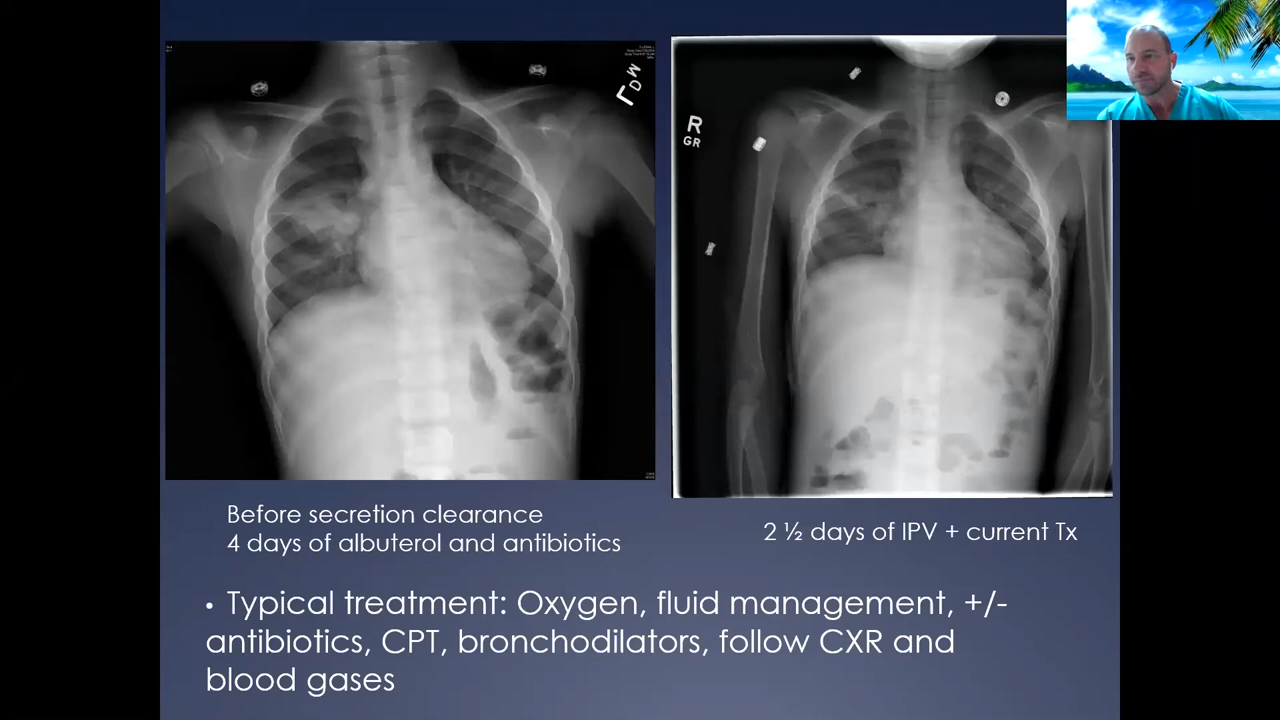 L
DW
R
GR
Before secretion clearance
4 days of albuterol and antibiotics
2 ½ days of IPV + current Tx
• Typical treatment: Oxygen, fluid management, +/-
antibiotics, CPT, bronchodilators, follow CXR and
blood gases